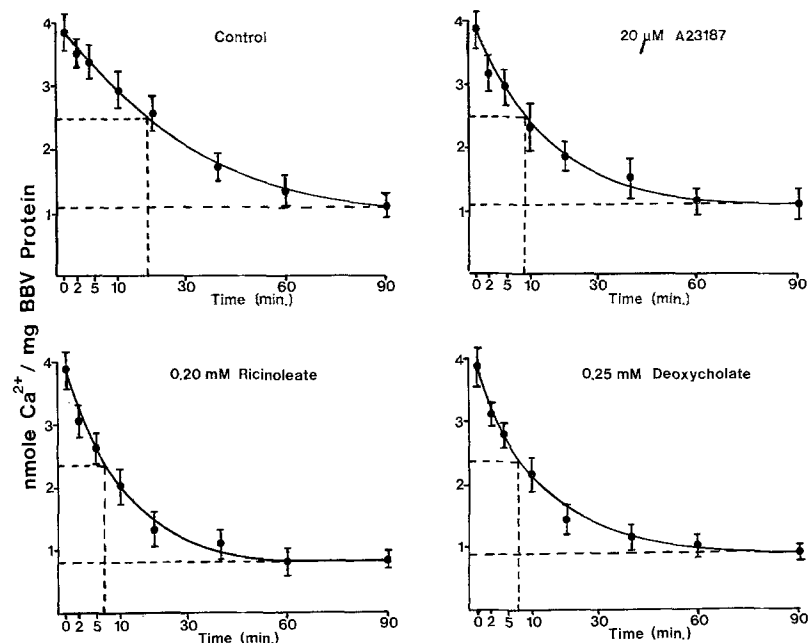 nmole Ca²⁺ / mg BBV Protein
Control
4
3
2
1
0 2 5 10 30 60 90
Time (min.)
20 µM A23187
4
3
2
1
0 2 5 10 30 60 90
Time (min.)
0.20 mM Ricinoleate
4
3
2
1
0 2 5 10 30 60 90
Time (min.)
0.25 mM Deoxycholate
4
3
2
1
0 2 5 10 30 60 90
Time (min.)